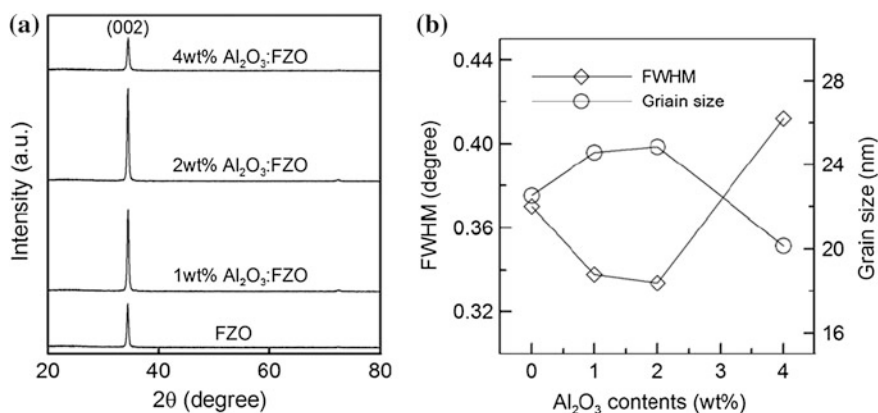 (a)
(002)
4wt% Al₂O₃:FZO
2wt% Al₂O₃:FZO
1wt% Al₂O₃:FZO
FZO
Intensity (a.u.)
20 40 60 80
2θ (degree)
(b)
FWHM
Griain size
0.44
0.40
0.36
0.32
FWHM (degree)
28
24
20
16
Grain size (nm)
0 1 2 3 4
Al₂O₃ contents (wt%)